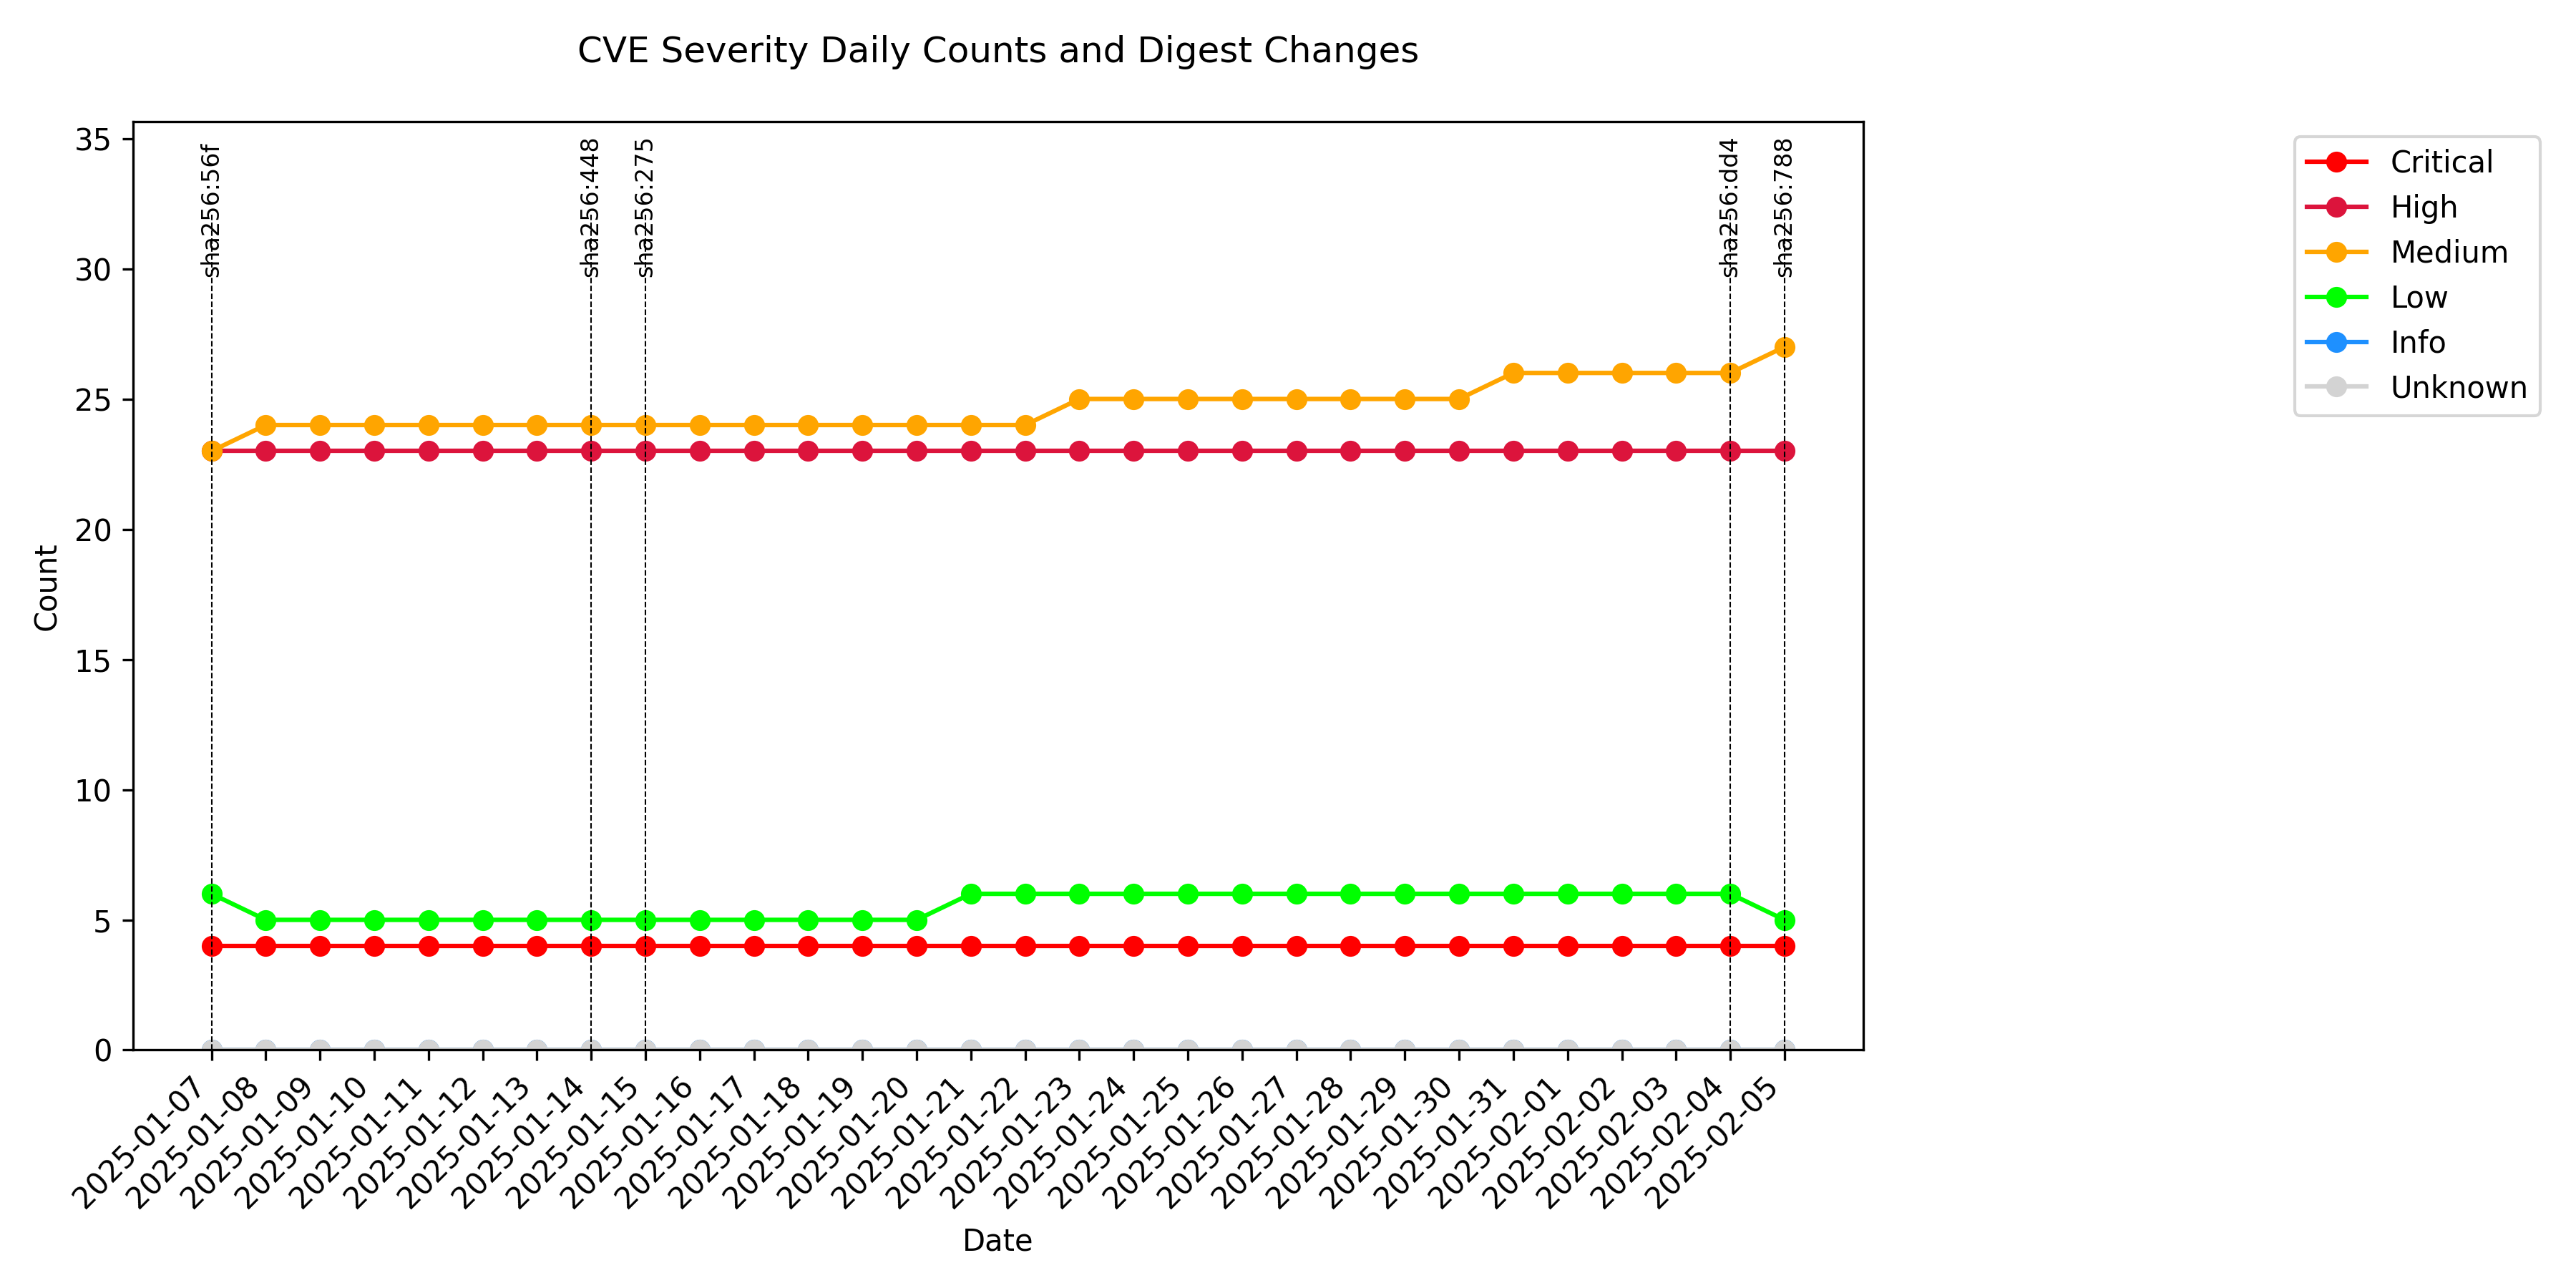 CVE Severity Daily Counts and Digest Changes
35
30
25
20
15
10
5
0
Count
sha256:56f
sha256:448
sha256:275
sha256:dd4
sha256:788
Critical
High
Medium
Low
Info
Unknown
2025-01-07
2025-01-08
2025-01-09
2025-01-10
2025-01-11
2025-01-12
2025-01-13
2025-01-14
2025-01-15
2025-01-16
2025-01-17
2025-01-18
2025-01-19
2025-01-20
2025-01-21
2025-01-22
2025-01-23
2025-01-24
2025-01-25
2025-01-26
2025-01-27
2025-01-28
2025-01-29
2025-01-30
2025-01-31
2025-02-01
2025-02-02
2025-02-03
2025-02-04
2025-02-05
Date